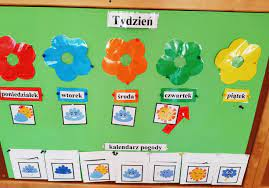 Tydzień
poniedziałek wtorek środa czwartek piątek
kalendarz pogody